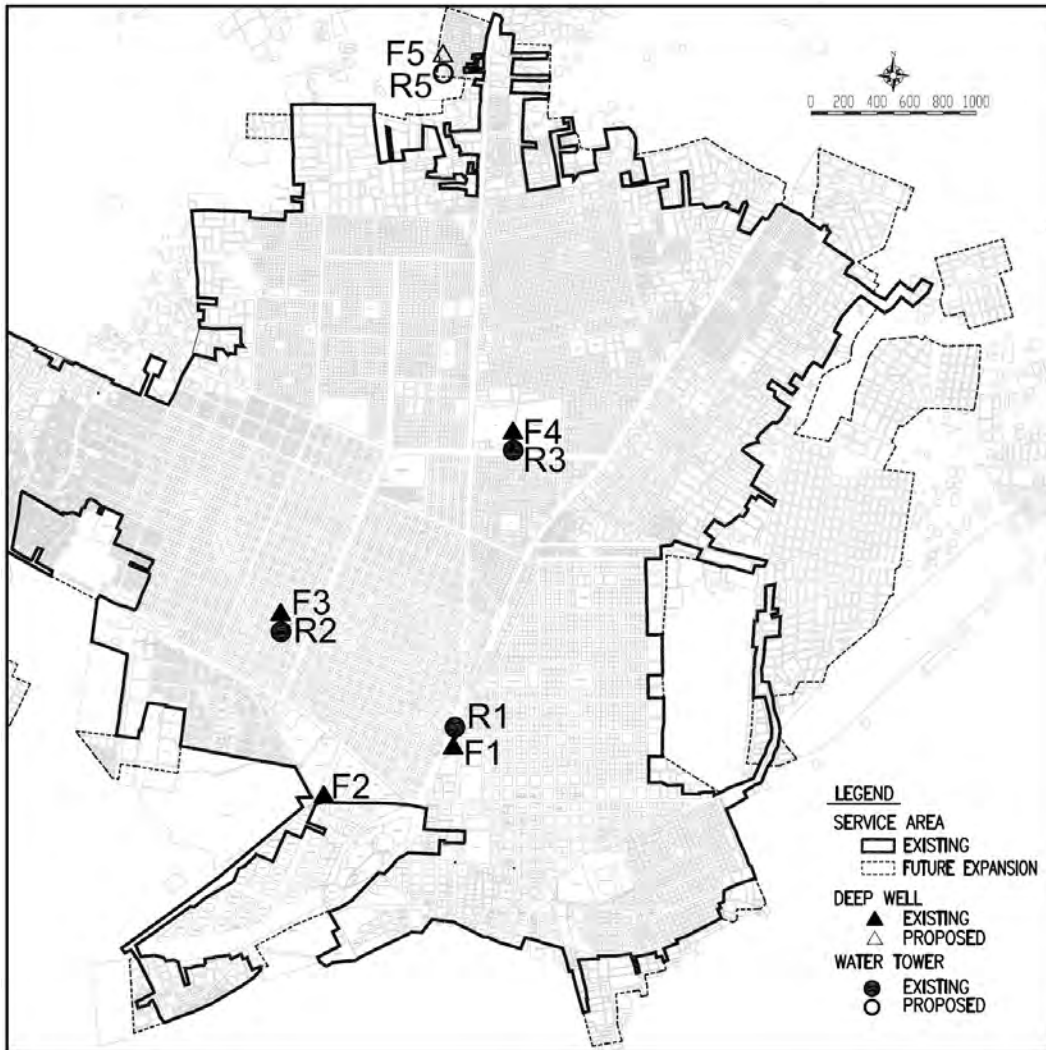 F5
R5
N
0 200 400 600 800 1000
F4
R3
F3
R2
R1
F1
F2
LEGEND
SERVICE AREA
EXISTING
FUTURE EXPANSION
DEEP WELL
EXISTING
PROPOSED
WATER TOWER
EXISTING
PROPOSED